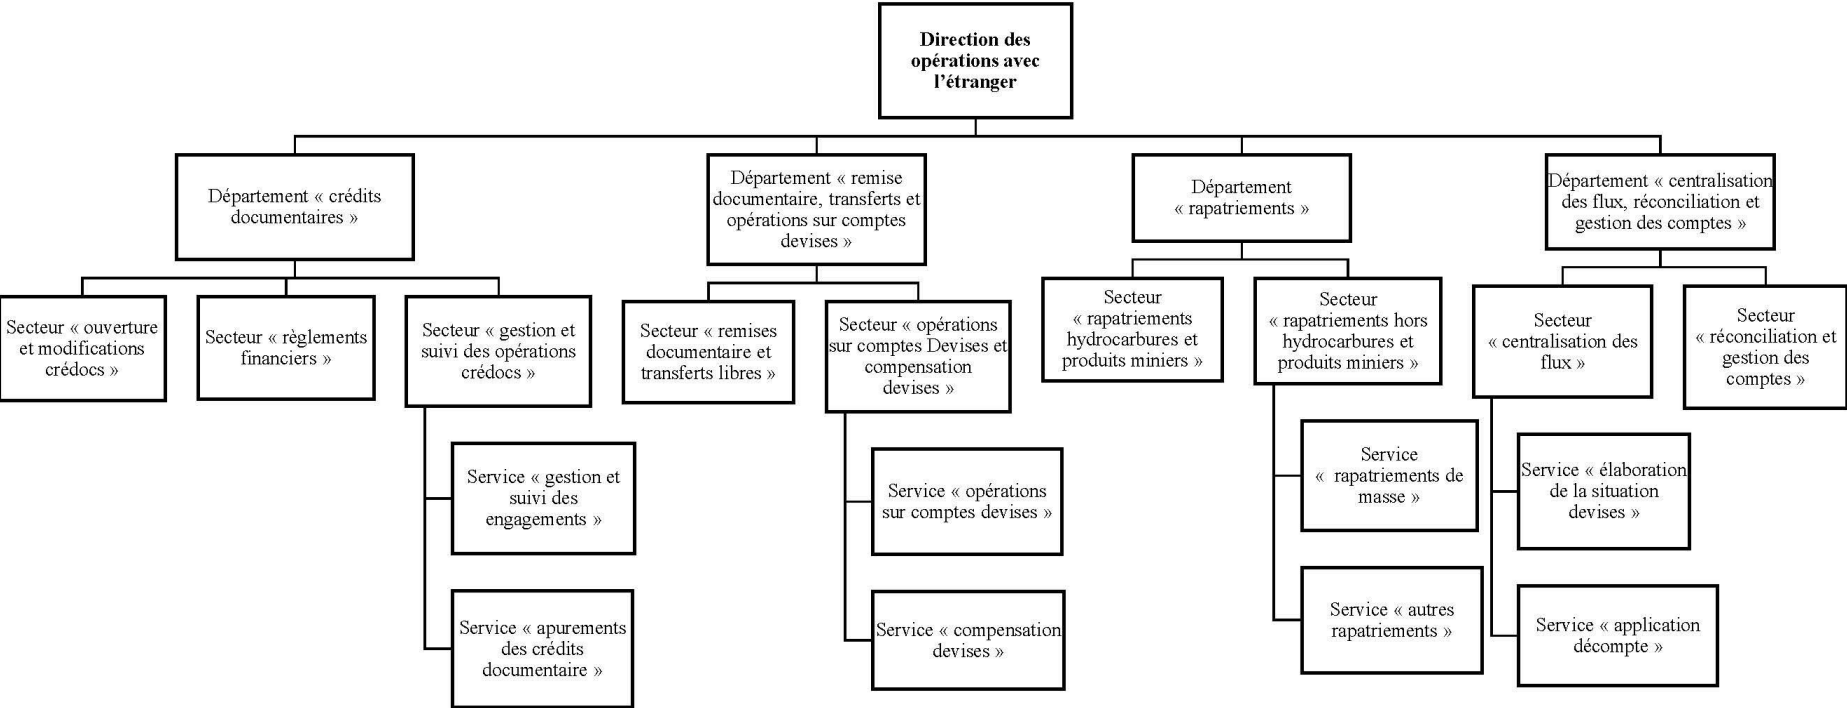 Direction des
opérations avec
l’étranger
Département « crédits
documentaires »
Département « remise
documentaire, transferts et
opérations sur comptes
devises »
Département
« rapatriements »
Département « centralisation
des flux, réconciliation et
gestion des comptes »
Secteur « ouverture
et modifications
crédocs »
Secteur « règlements
financiers »
Secteur « gestion et
suivi des opérations
crédocs »
Secteur « remises
documentaire et
transferts libres »
Secteur « opérations
sur comptes Devises et
compensation
devises »
Secteur
« rapatriements
hydrocarbures et
produits miniers »
Secteur
« rapatriements hors
hydrocarbures et
produits miniers »
Secteur
« centralisation des
flux »
Secteur
« réconciliation et
gestion des
comptes »
Service « gestion et
suivi des
engagements »
Service « opérations
sur comptes devises »
Service
«  rapatriements de
masse »
Service « élaboration
de la situation
devises »
Service « apurements
des crédits
documentaire »
Service « compensation
devises »
Service « autres
rapatriements »
Service « application
décompte »